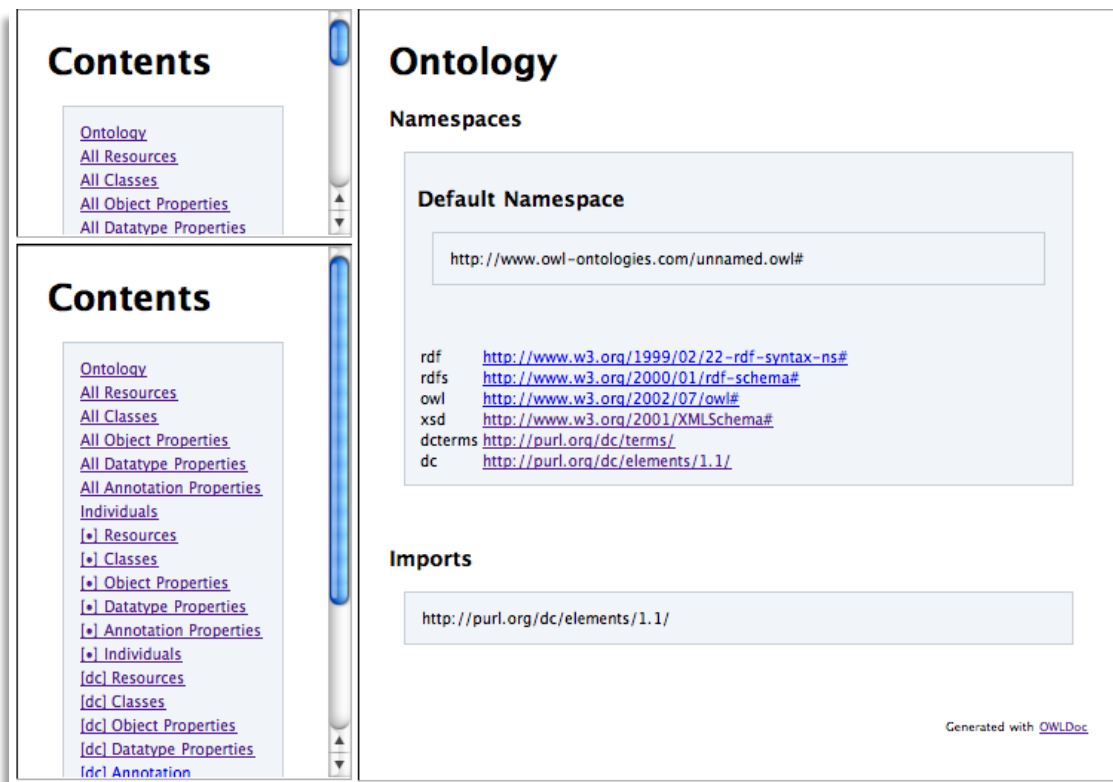 Contents
Ontology
All Resources
All Classes
All Object Properties
All Datatype Properties
Contents
Ontology
All Resources
All Classes
All Object Properties
All Datatype Properties
All Annotation Properties
Individuals
[•] Resources
[•] Classes
[•] Object Properties
[•] Datatype Properties
[•] Annotation Properties
[•] Individuals
[dc] Resources
[dc] Classes
[dc] Object Properties
[dc] Datatype Properties
[dc] Annotation
Ontology
Namespaces
Default Namespace
http://www.owl-ontologies.com/unnamed.owl#
rdf http://www.w3.org/1999/02/22-rdf-syntax-ns#
rdfs http://www.w3.org/2000/01/rdf-schema#
owl http://www.w3.org/2002/07/owl#
xsd http://www.w3.org/2001/XMLSchema#
dcterms http://purl.org/dc/terms/
dc http://purl.org/dc/elements/1.1/
Imports
http://purl.org/dc/elements/1.1/
Generated with OWLDoc